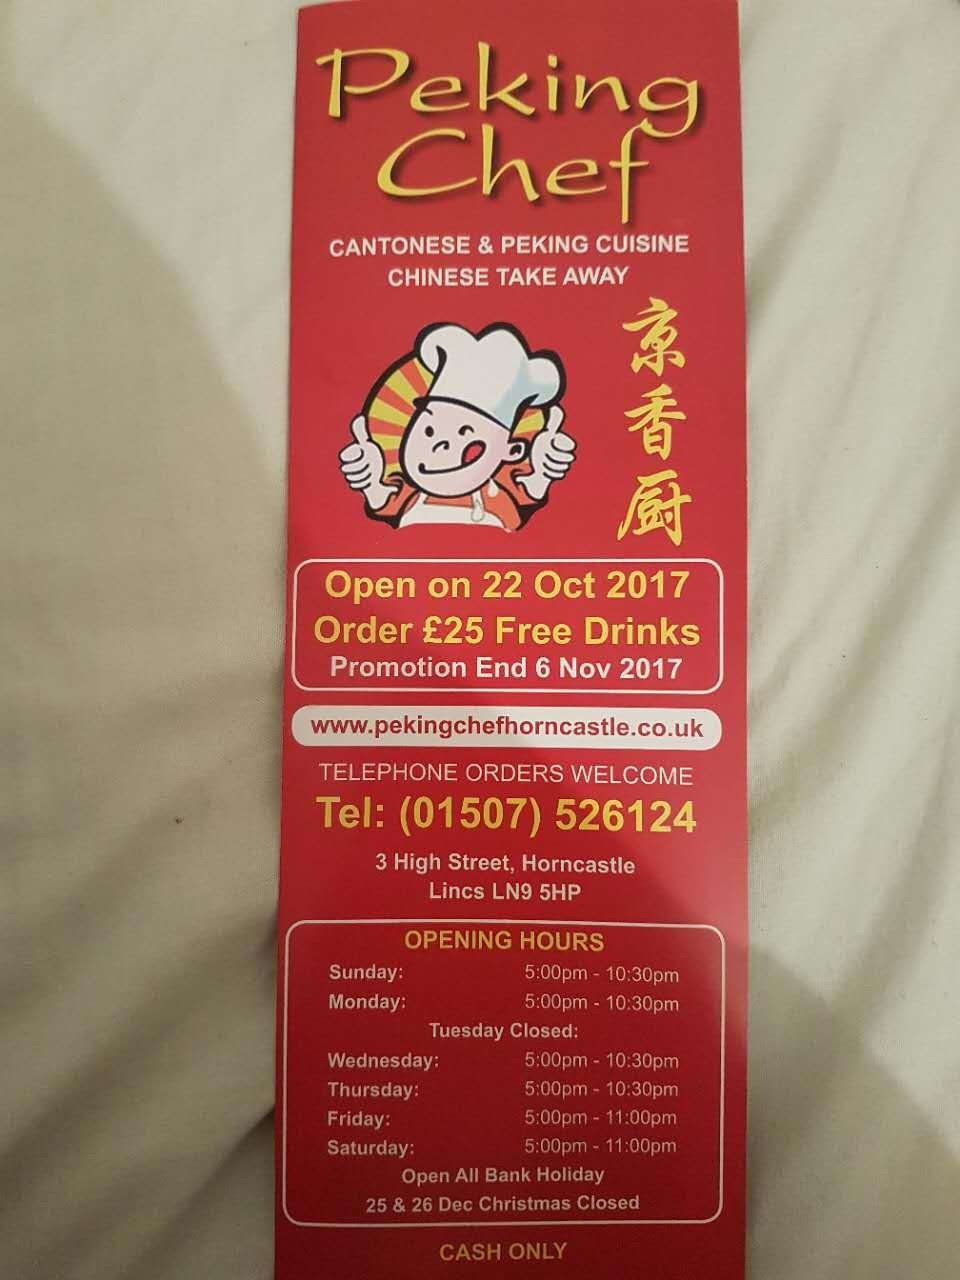 Peking
Chef
CANTONESE & PEKING CUISINE
CHINESE TAKE AWAY
京香厨
Open on 22 Oct 2017
Order £25 Free Drinks
Promotion End 6 Nov 2017
www.pekingchefhorncastle.co.uk
TELEPHONE ORDERS WELCOME
Tel: (01507) 526124
3 High Street, Horncastle
Lincs LN9 5HP
OPENING HOURS
Sunday: 5:00pm - 10:30pm
Monday: 5:00pm - 10:30pm
Tuesday Closed:
Wednesday: 5:00pm - 10:30pm
Thursday: 5:00pm - 10:30pm
Friday: 5:00pm - 11:00pm
Saturday: 5:00pm - 11:00pm
Open All Bank Holiday
25 & 26 Dec Christmas Closed
CASH ONLY